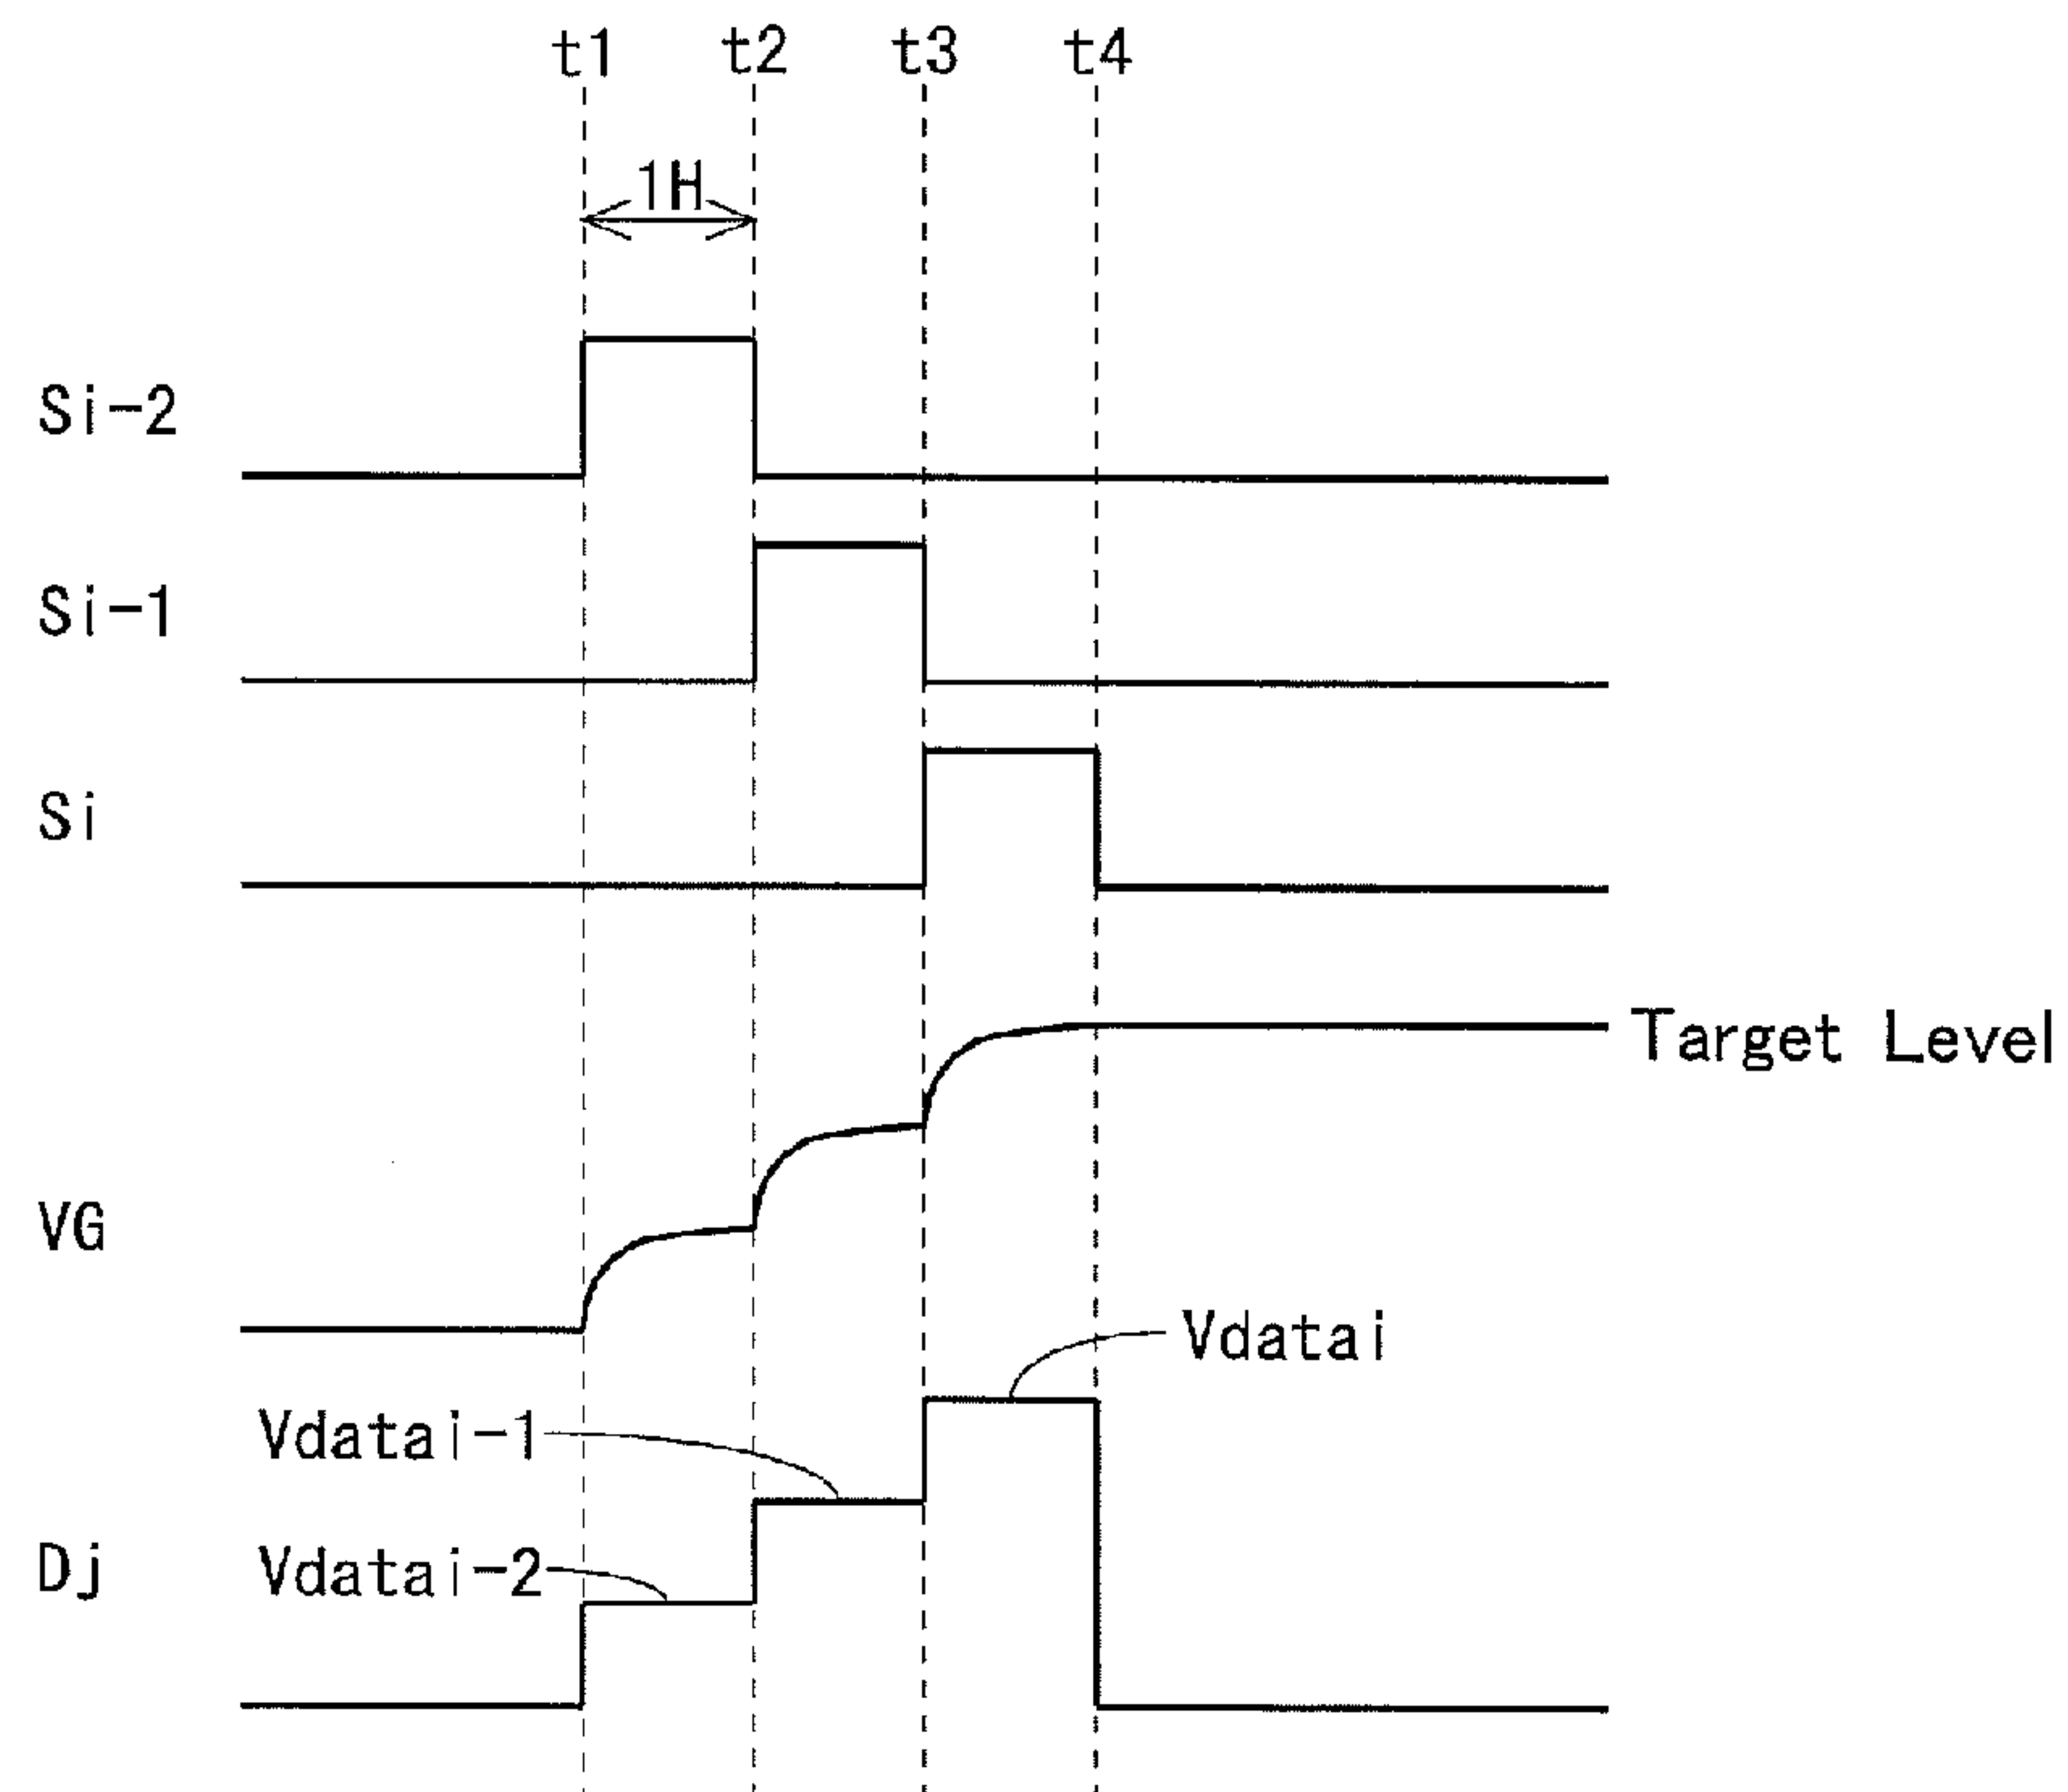 t1 t2 t3 t4
1H
Si-2
Si-1
Si
Target Level
VG
Vdatai
Vdatai-1
Dj
Vdatai-2